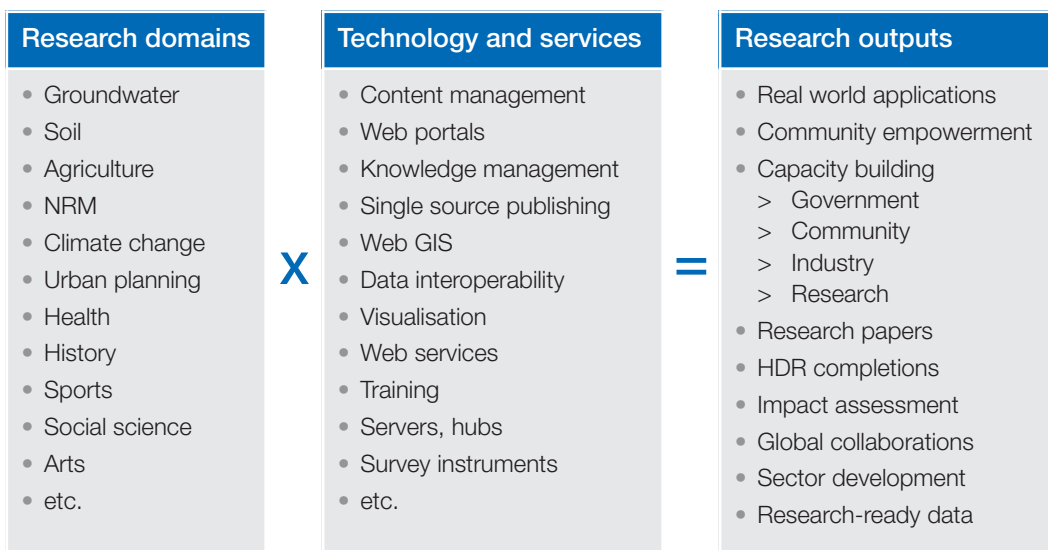 Research domains
• Groundwater
• Soil
• Agriculture
• NRM
• Climate change
• Urban planning
• Health
• History
• Sports
• Social science
• Arts
• etc.
X
Technology and services
• Content management
• Web portals
• Knowledge management
• Single source publishing
• Web GIS
• Data interoperability
• Visualisation
• Web services
• Training
• Servers, hubs
• Survey instruments
• etc.
=
Research outputs
• Real world applications
• Community empowerment
• Capacity building
> Government
> Community
> Industry
> Research
• Research papers
• HDR completions
• Impact assessment
• Global collaborations
• Sector development
• Research-ready data